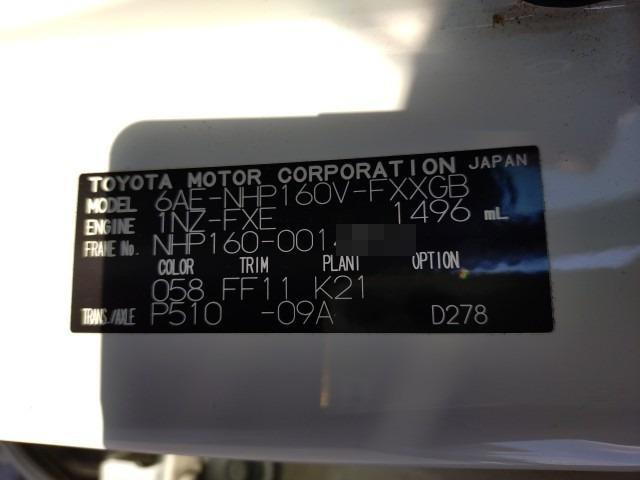 TOYOTA MOTOR CORPORATION JAPAN
MODEL 6AE-NHP160V-FXXGB
ENGINE 1NZ-FXE 1496 mL
FRAME No. NHP160-001
COLOR TRIM PLANT OPTION
058 FF11 K21
TRANS./AXLE P510 -09A D278